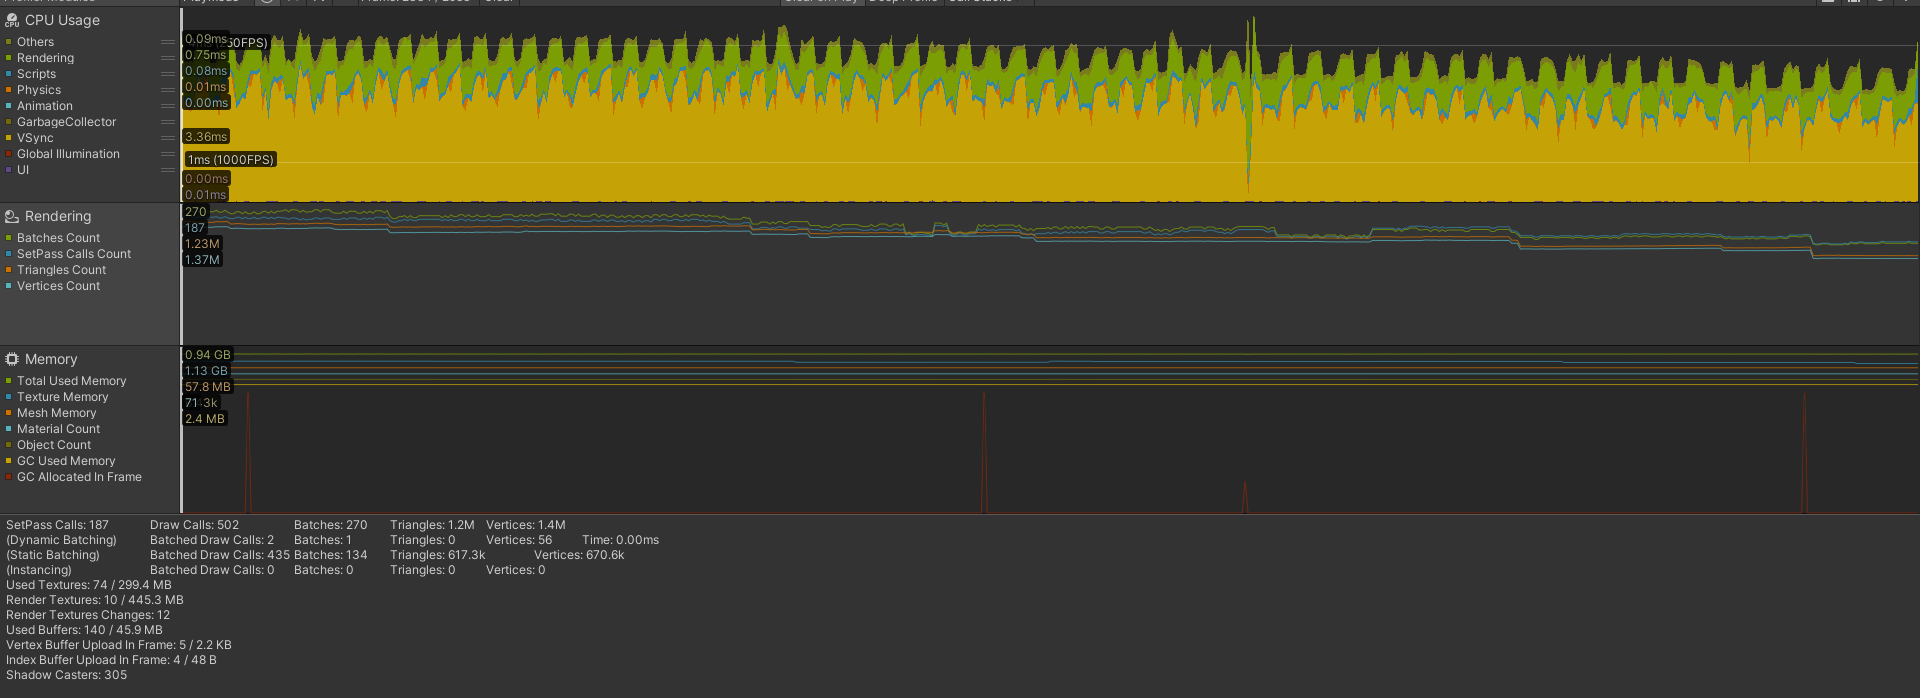 CPU Usage
Others
Rendering
Scripts
Physics
Animation
GarbageCollector
VSync
Global Illumination
UI
0.09ms
0.75ms
0.08ms
0.01ms
0.00ms
3.36ms
1ms (1000FPS)
0.00ms
0.01ms
Rendering
Batches Count
SetPass Calls Count
Triangles Count
Vertices Count
270
187
1.23M
1.37M
Memory
Total Used Memory
Texture Memory
Mesh Memory
Material Count
Object Count
GC Used Memory
GC Allocated In Frame
0.94 GB
1.13 GB
57.8 MB
2.4 MB
SetPass Calls: 187 Draw Calls: 502 Batches: 270 Triangles: 1.2M Vertices: 1.4M
(Dynamic Batching) Batched Draw Calls: 2 Batches: 1 Triangles: 0 Vertices: 56 Time: 0.00ms
(Static Batching) Batched Draw Calls: 435 Batches: 134 Triangles: 617.3k Vertices: 670.6k
(Instancing) Batched Draw Calls: 0 Batches: 0 Triangles: 0 Vertices: 0
Used Textures: 74 / 299.4 MB
Render Textures: 10 / 445.3 MB
Render Textures Changes: 12
Used Buffers: 140 / 45.9 MB
Vertex Buffer Upload In Frame: 5 / 2.2 KB
Index Buffer Upload In Frame: 4 / 48 B
Shadow Casters: 305